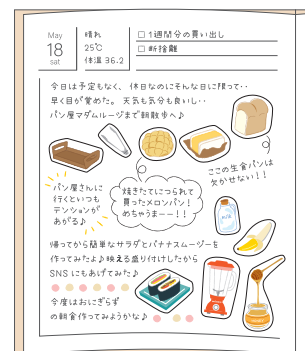 May
18
sat
晴れ
25℃
体温 36.2
□ 1週間分の買い出し
□ 断捨離
今日は予定もなく、休日なのにそんな日に限って‥
早く目が覚めた。天気も気分も良いし‥
パン屋マダムルージまで朝散歩へ♪
ここの生食パンは
欠かせない！！
パン屋さんに
行くといつも
テンションが
あがる♪
焼きたてにつられて
買ったメロンパン！
めちゃうまーー！！
帰ってから簡単なサラダとバナナスムージーを
作ってみたよ♪映える盛り付けしたから
SNSにもあげてみた♪
今度はおにぎらず
の朝食作ってみようかな♪